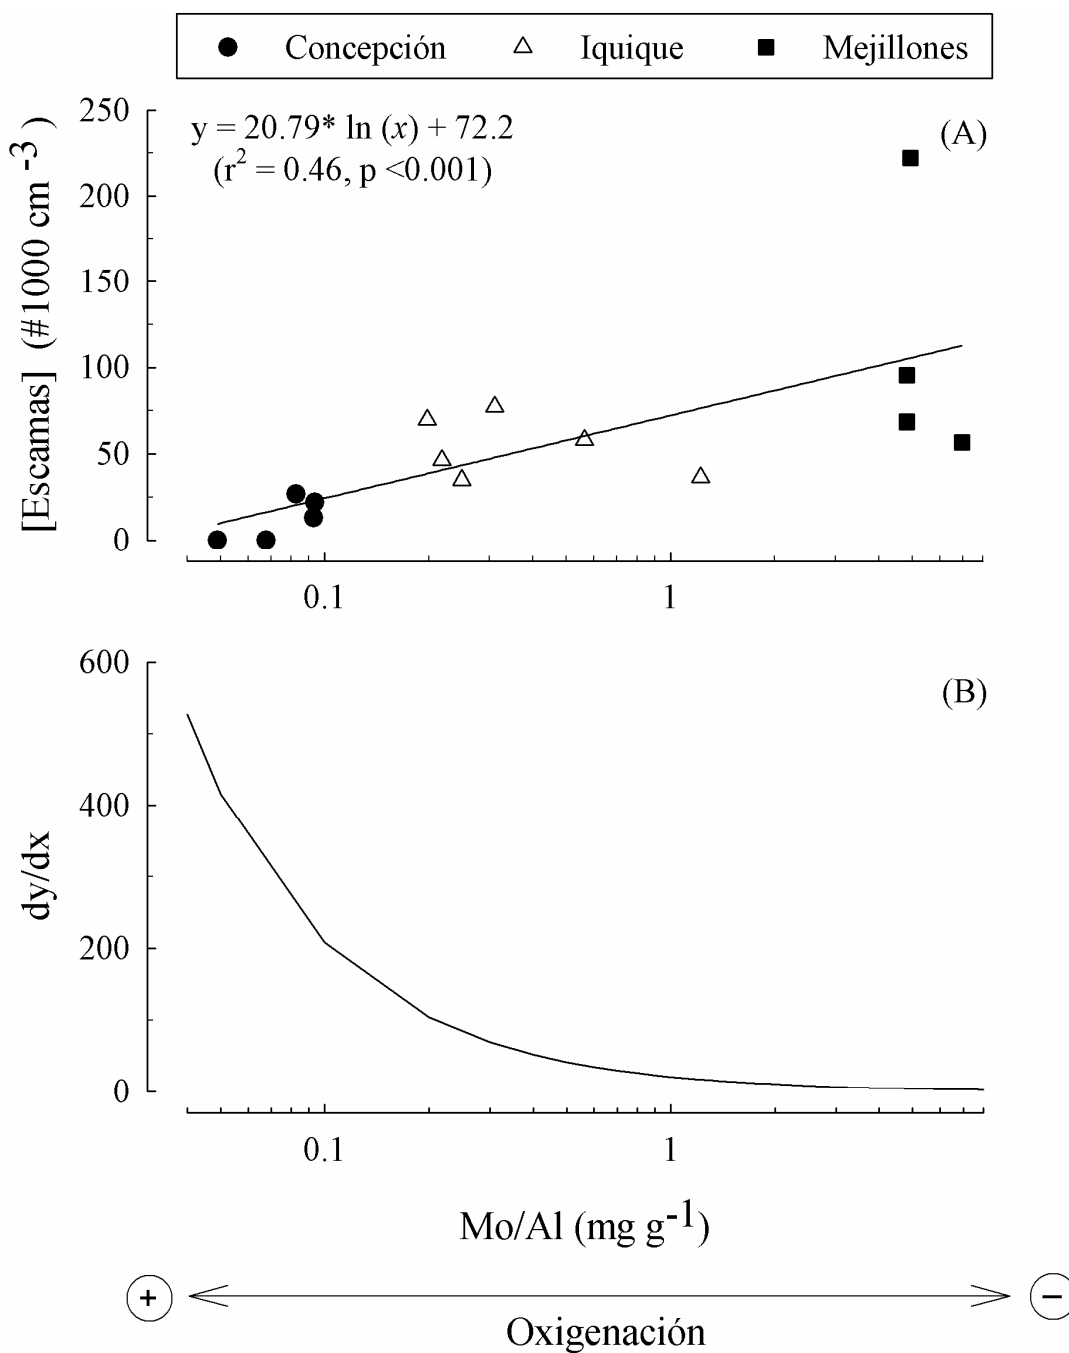 Concepción Iquique Mejillones
250
200
150
100
50
0
[Escamas] (#1000 cm⁻³)
y = 20.79* ln (x) + 72.2
(r² = 0.46, p <0.001)
(A)
0.1 1
600
400
200
0
dy/dx
(B)
0.1 1
Mo/Al (mg g⁻¹)
+ −
Oxigenación